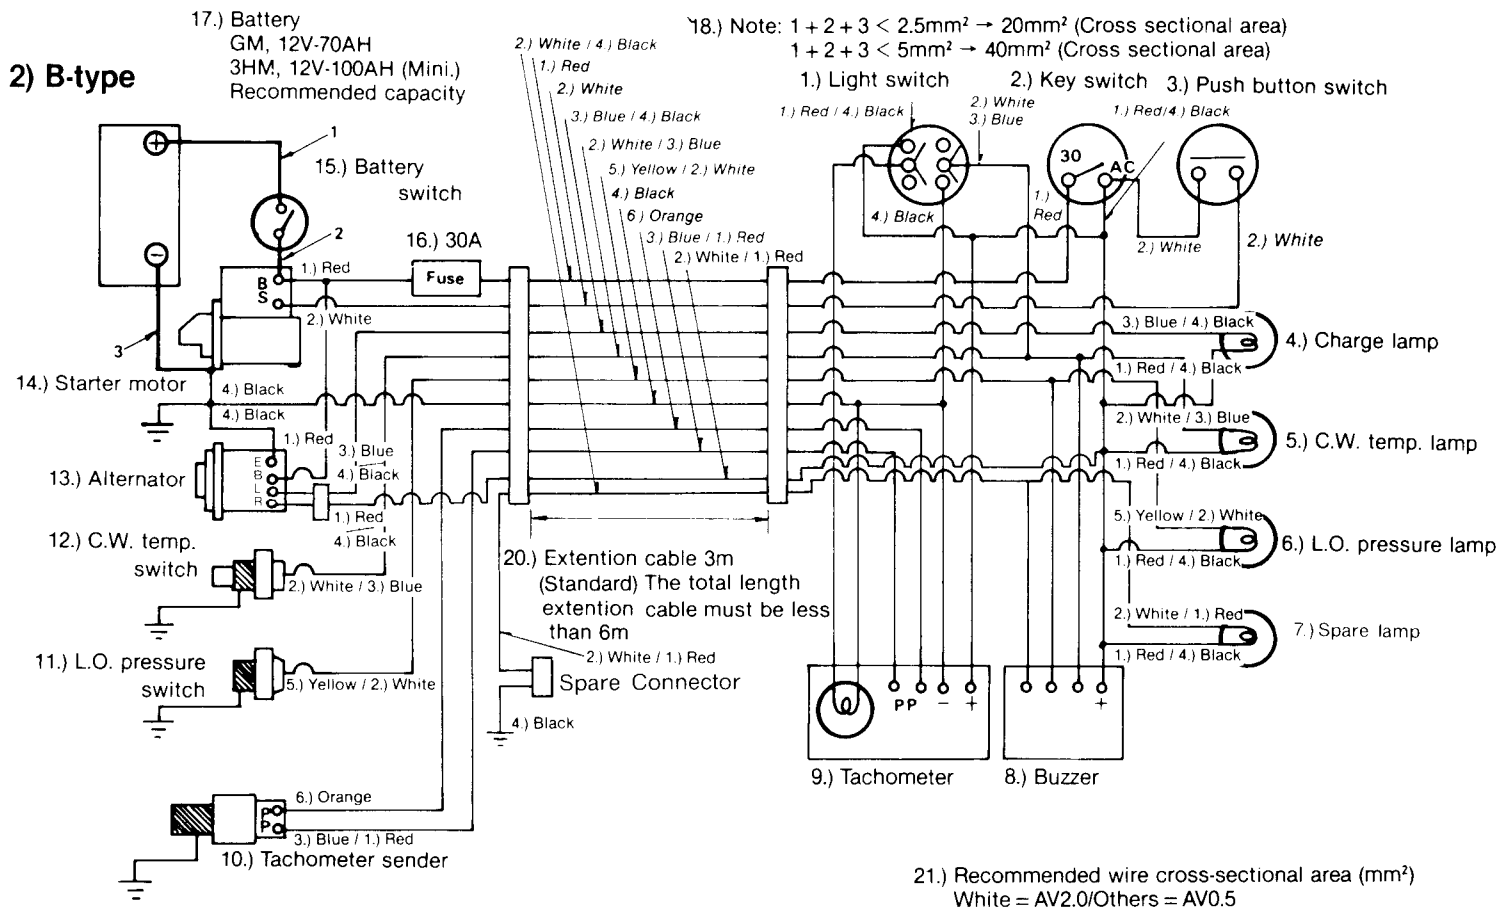 2) B-type
17.) Battery
GM, 12V-70AH
3HM, 12V-100AH (Mini.)
Recommended capacity
18.) Note: 1 + 2 + 3 < 2.5mm² → 20mm² (Cross sectional area)
1 + 2 + 3 < 5mm² → 40mm² (Cross sectional area)
2.) White / 4.) Black
1.) Red
2.) White
3.) Blue / 4.) Black
2.) White / 3.) Blue
5.) Yellow / 2.) White
4.) Black
6.) Orange
3.) Blue / 1.) Red
2.) White / 1.) Red
1.) Light switch
2.) Key switch
3.) Push button switch
1.) Red / 4.) Black
2.) White
3.) Blue
1.) Red/4.) Black
30
AC
4.) Black
1.)
Red
2.) White
2.) White
+
−
1
15.) Battery
switch
2
3
16.) 30A
Fuse
1.) Red
B
S
2.) White
14.) Starter motor
4.) Black
4.) Black
1.) Red
3.) Blue
4.) Black
13.) Alternator
E
B
L
R
1.) Red
4.) Black
12.) C.W. temp.
switch
2.) White / 3.) Blue
11.) L.O. pressure
switch
5.) Yellow / 2.) White
6.) Orange
P
P
3.) Blue / 1.) Red
10.) Tachometer sender
20.) Extention cable 3m
(Standard) The total length
extention cable must be less
than 6m
2.) White / 1.) Red
Spare Connector
4.) Black
3.) Blue / 4.) Black
4.) Charge lamp
1.) Red / 4.) Black
2.) White / 3.) Blue
5.) C.W. temp. lamp
1.) Red / 4.) Black
5.) Yellow / 2.) White
6.) L.O. pressure lamp
1.) Red / 4.) Black
2.) White / 1.) Red
7.) Spare lamp
1.) Red / 4.) Black
P P − +
+
9.) Tachometer
8.) Buzzer
21.) Recommended wire cross-sectional area (mm²)
White = AV2.0/Others = AV0.5